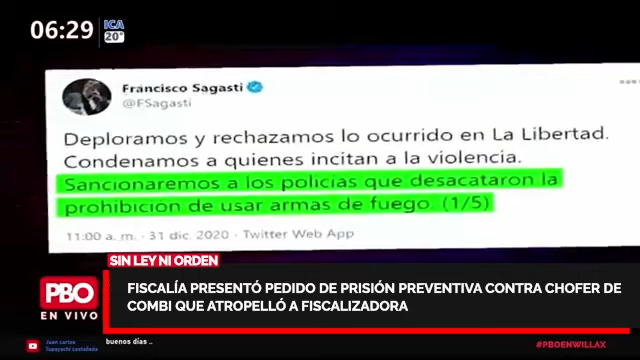 06:29
ICA
20°
Francisco Sagasti
@FSagasti
Deploramos y rechazamos lo ocurrido en La Libertad.
Condenamos a quienes incitan a la violencia.
Sancionaremos a los policías que desacataron la
prohibición de usar armas de fuego. (1/5)
11:00 a. m. · 31 dic. 2020 · Twitter Web App
SIN LEY NI ORDEN
PBO
EN VIVO
FISCALÍA PRESENTÓ PEDIDO DE PRISIÓN PREVENTIVA CONTRA CHOFER DE
COMBI QUE ATROPELLÓ A FISCALIZADORA
Juan carlos
buenos días ..
#PBOENWILLAX